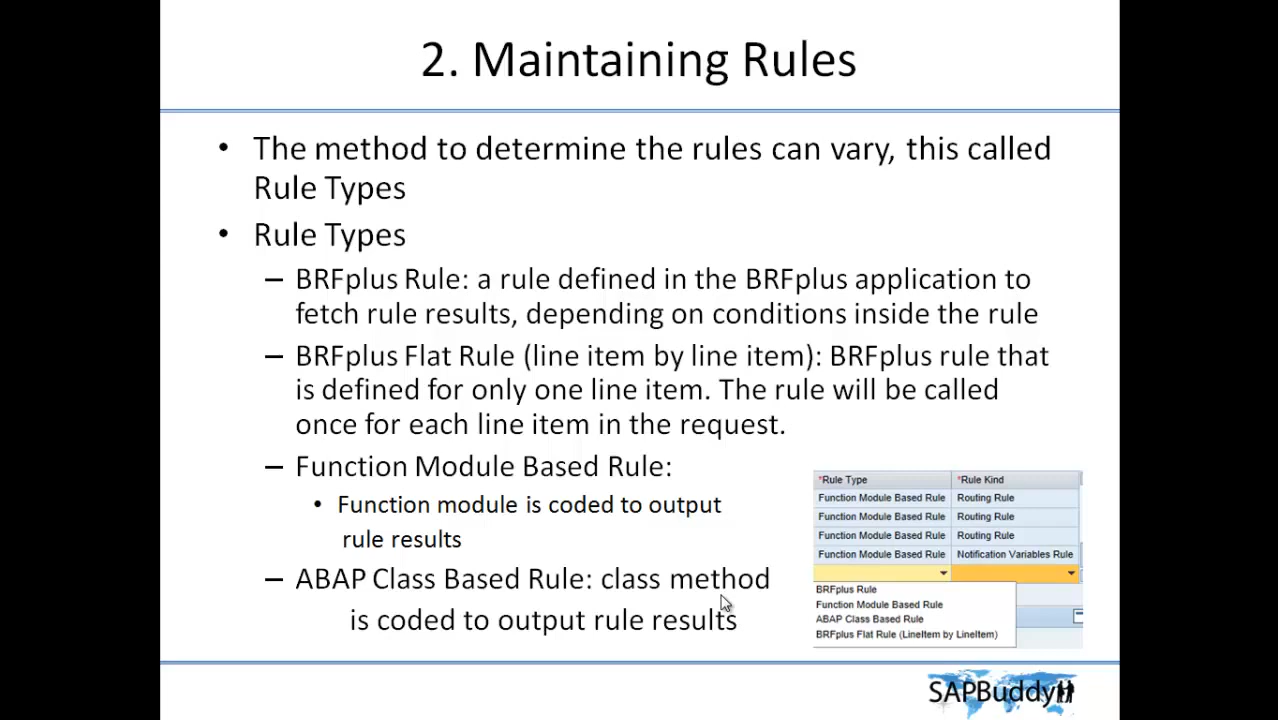 2. Maintaining Rules
• The method to determine the rules can vary, this called
Rule Types
• Rule Types
– BRFplus Rule: a rule defined in the BRFplus application to
fetch rule results, depending on conditions inside the rule
– BRFplus Flat Rule (line item by line item): BRFplus rule that
is defined for only one line item. The rule will be called
once for each line item in the request.
– Function Module Based Rule:
• Function module is coded to output
rule results
– ABAP Class Based Rule: class method
is coded to output rule results
*Rule Type *Rule Kind
Function Module Based Rule Routing Rule
Function Module Based Rule Routing Rule
Function Module Based Rule Routing Rule
Function Module Based Rule Notification Variables Rule
BRFplus Rule
Function Module Based Rule
ABAP Class Based Rule
BRFplus Flat Rule (LineItem by LineItem)
SAPBuddy